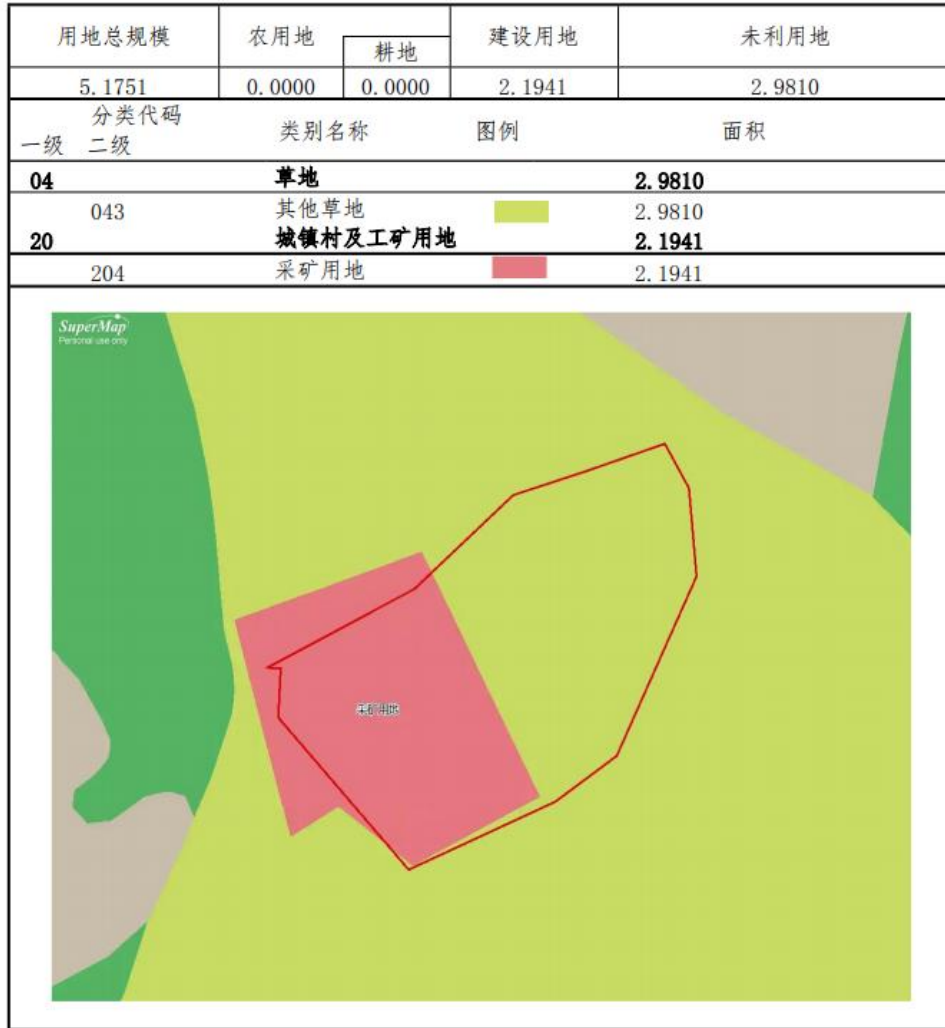 用地总规模 农用地 耕地 建设用地 未利用地
5.1751 0.0000 0.0000 2.1941 2.9810
分类代码
一级 二级 类别名称 图例 面积
04 草地 2.9810
043 其他草地 2.9810
20 城镇村及工矿用地 2.1941
204 采矿用地 2.1941
SuperMap
Personal use only
采矿用地